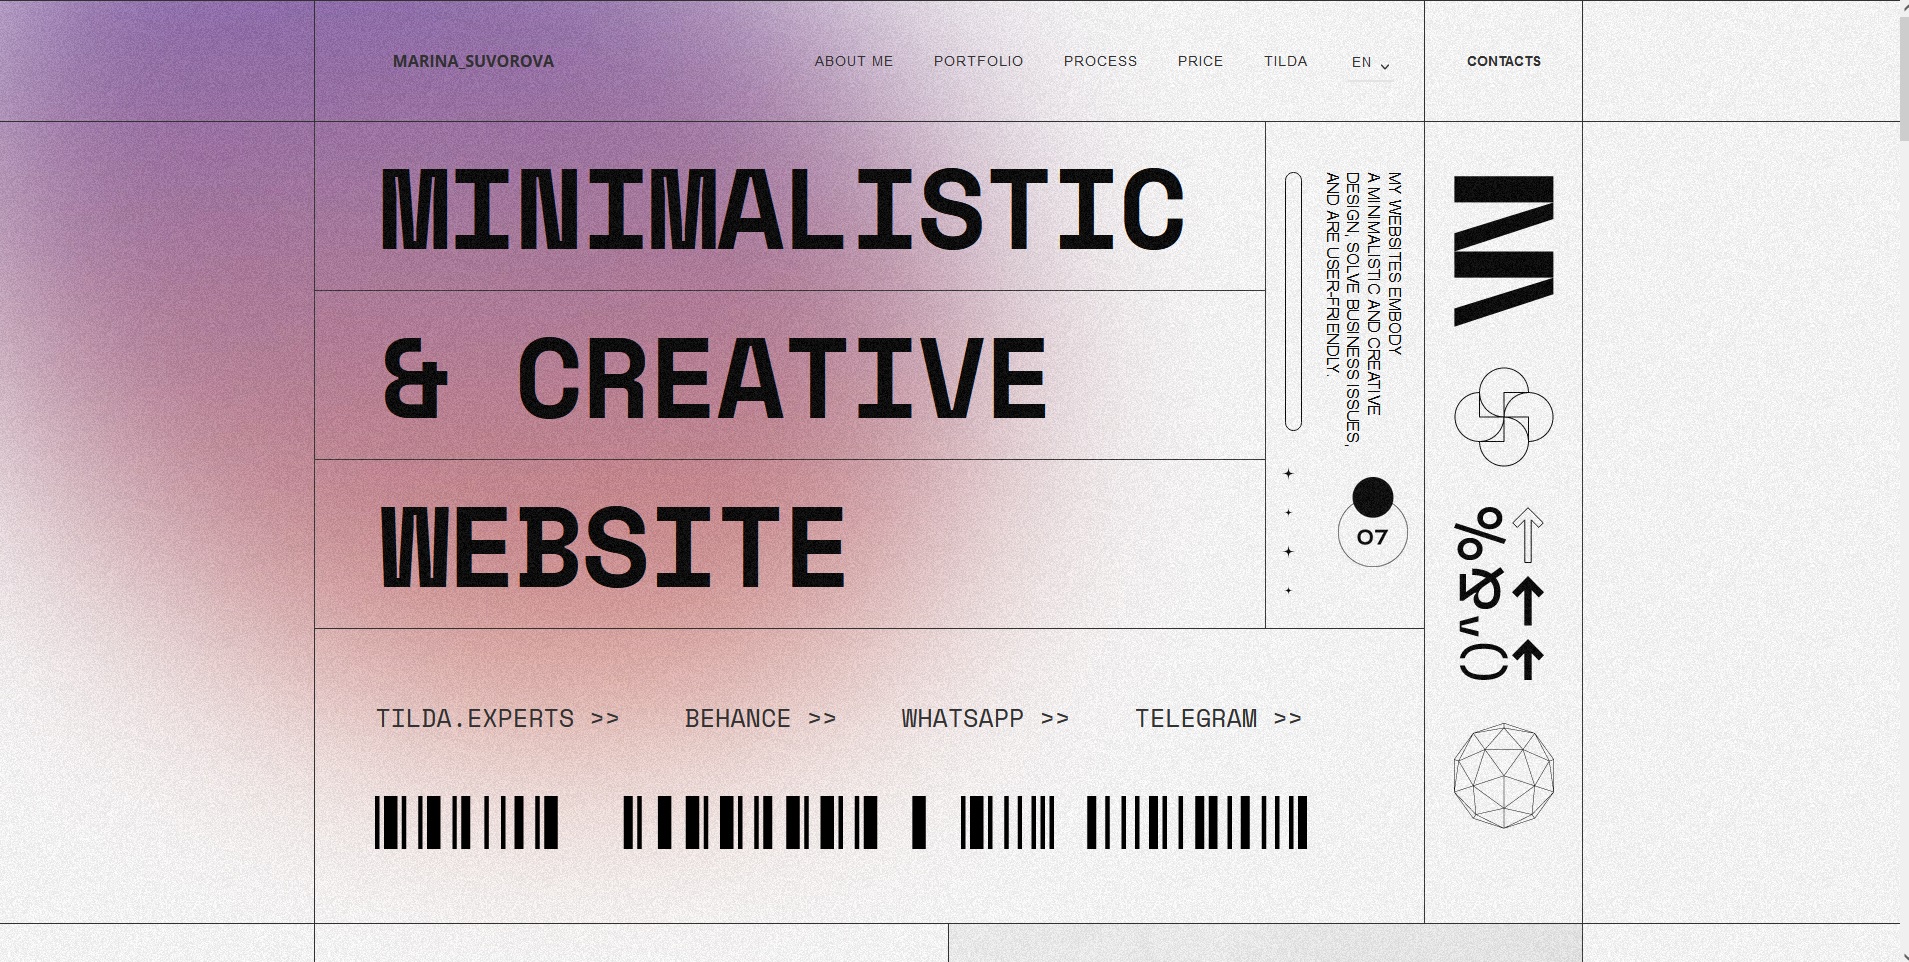 MARINA_SUVOROVA
ABOUT ME
PORTFOLIO
PROCESS
PRICE
TILDA
EN
CONTACTS
MINIMALISTIC
& CREATIVE
WEBSITE
MY WEBSITES EMBODY
A MINIMALISTIC AND CREATIVE
DESIGN, SOLVE BUSINESS ISSUES,
AND ARE USER-FRIENDLY.
07
%&"()
TILDA.EXPERTS >>
BEHANCE >>
WHATSAPP >>
TELEGRAM >>